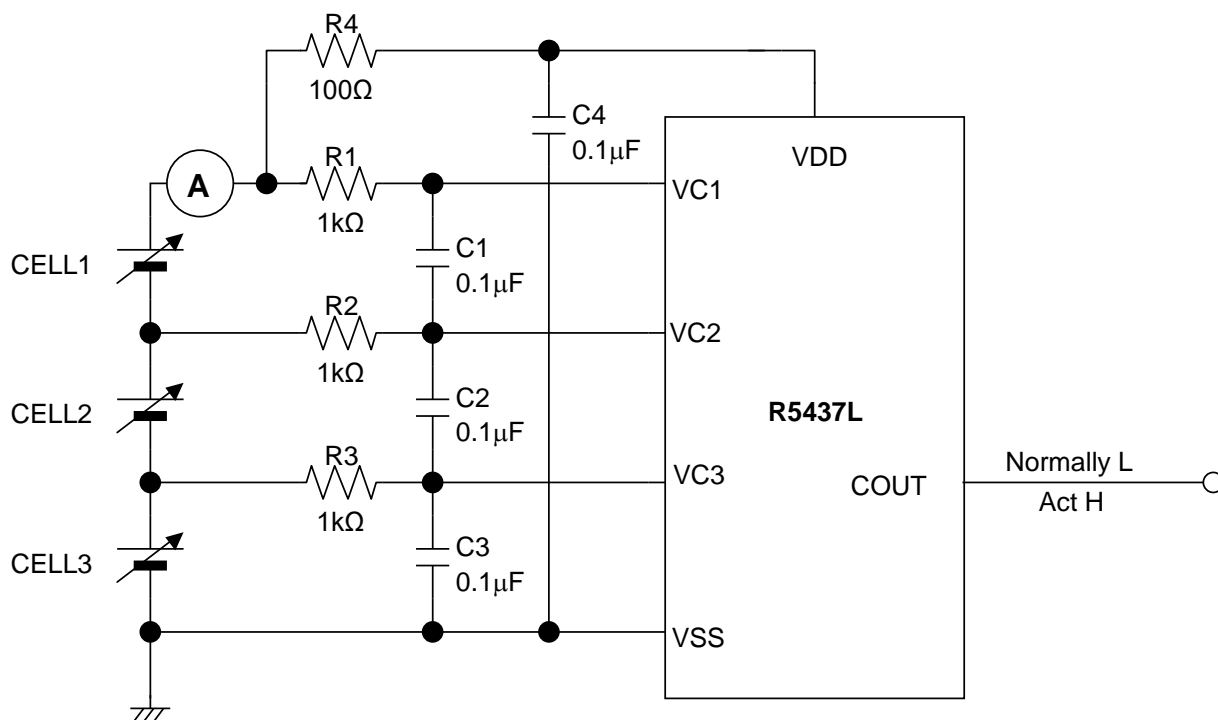 R4
100Ω
C4
0.1μF
VDD
A
R1
1kΩ
VC1
CELL1
C1
0.1μF
R2
1kΩ
VC2
CELL2
C2
0.1μF
R5437L
R3
1kΩ
VC3
COUT
Normally L
Act H
CELL3
C3
0.1μF
VSS